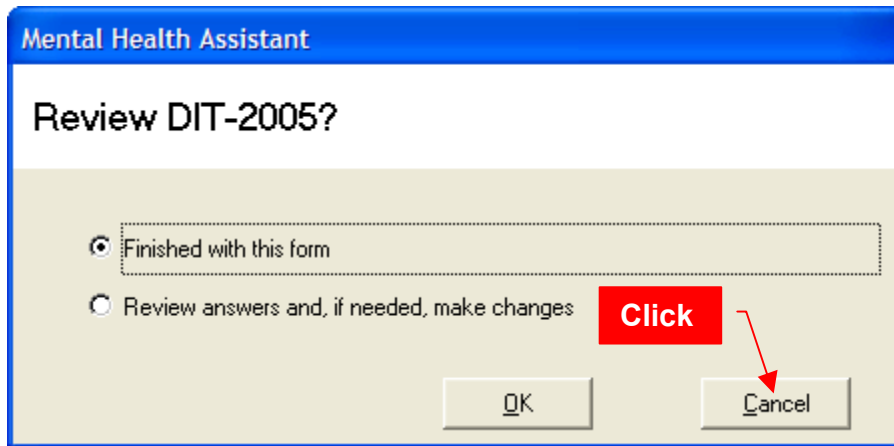 Mental Health Assistant
Review DIT-2005?
Finished with this form
Review answers and, if needed, make changes
Click
OK
Cancel